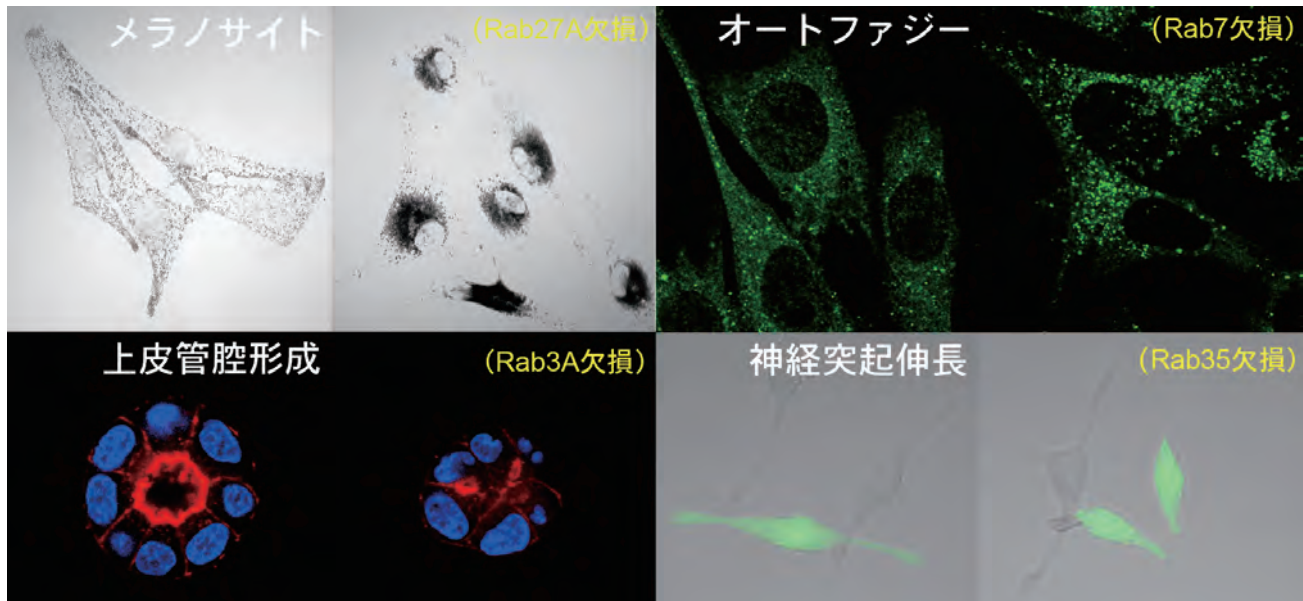 メラノサイト
(Rab27A欠損)
オートファジー
(Rab7欠損)
上皮管腔形成
(Rab3A欠損)
神経突起伸長
(Rab35欠損)